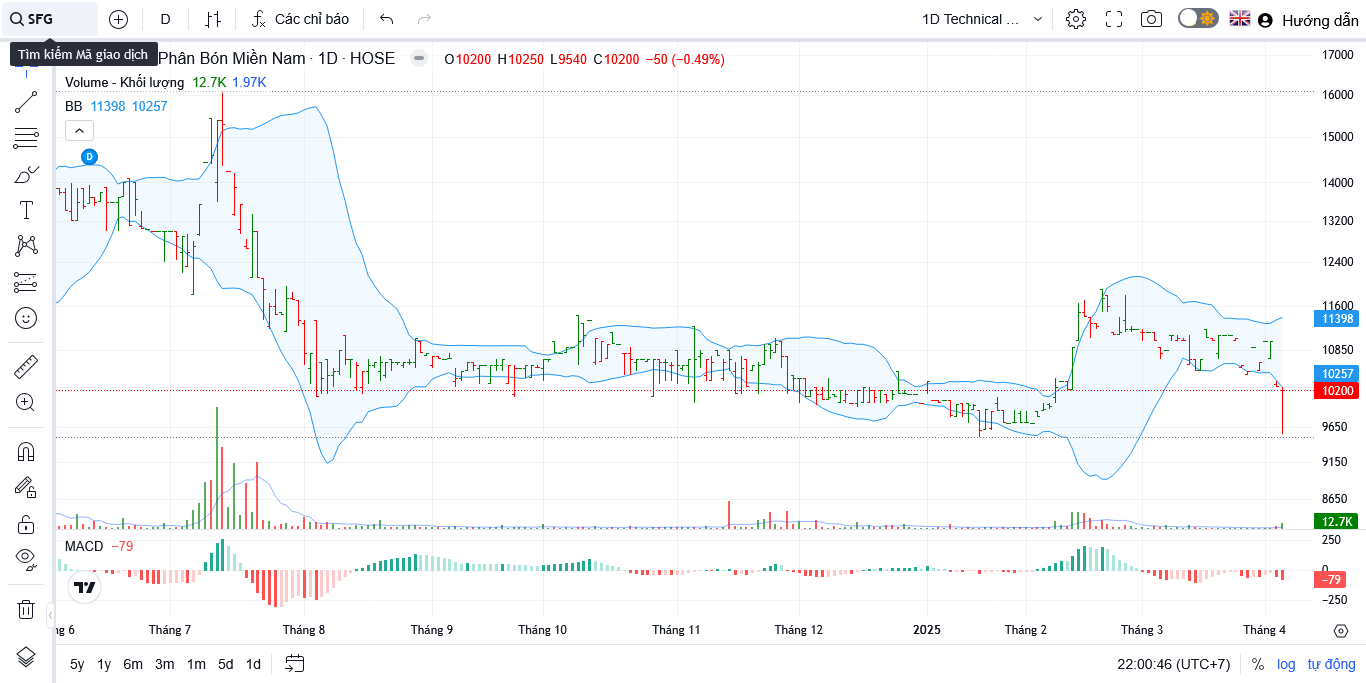 SFG D Các chỉ báo 1D Technical ... Hướng dẫn
Tìm kiếm Mã giao dịch
Phân Bón Miền Nam · 1D · HOSE O10200 H10250 L9540 C10200 −50 (−0.49%)
Volume - Khối lượng 12.7K 1.97K
BB 11398 10257
D
17000
16000
15000
14000
13200
12400
11600
11398
10850
10257
10200
9650
9150
8650
12.7K
MACD −79
250
0
−79
−250
ng 6 Tháng 7 Tháng 8 Tháng 9 Tháng 10 Tháng 11 Tháng 12 2025 Tháng 2 Tháng 3 Tháng 4
5y 1y 6m 3m 1m 5d 1d 22:00:46 (UTC+7) % log tự động